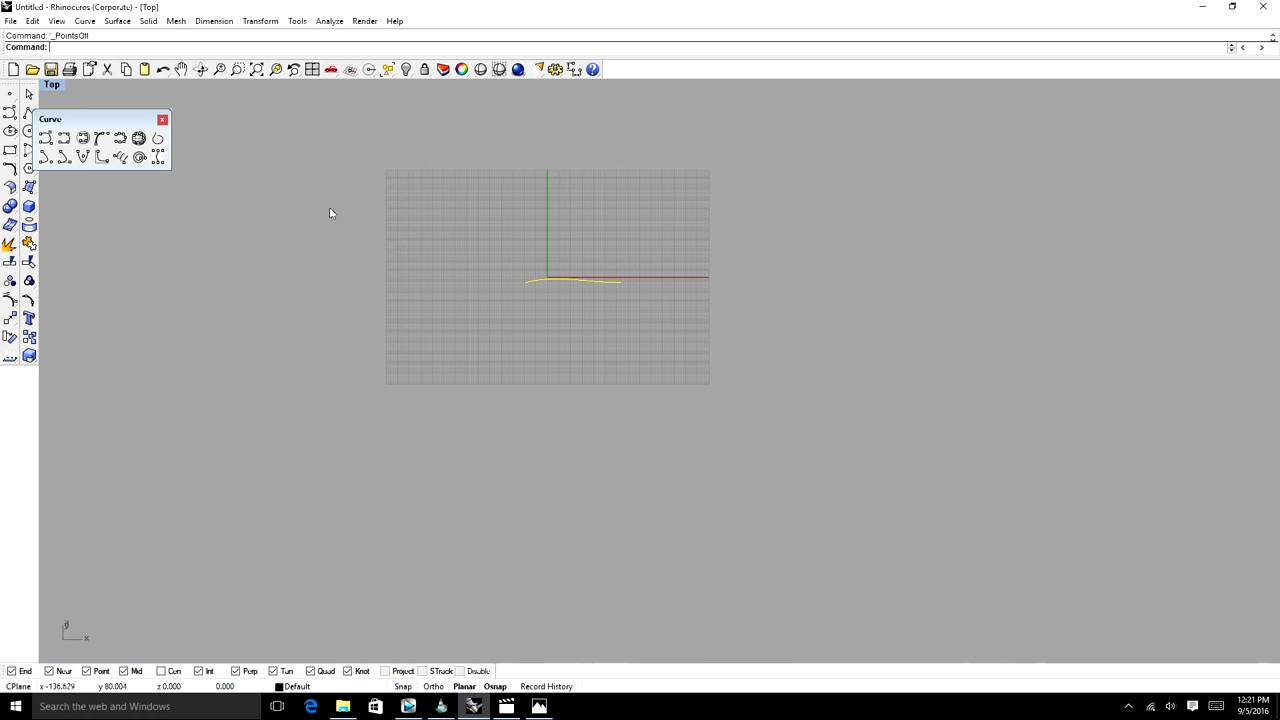 Untitled - Rhinoceros (Corporate) - [Top]
File Edit View Curve Surface Solid Mesh Dimension Transform Tools Analyze Render Help
Command: '_PointsOff
Command:
Top
Curve
y
x
End Near Point Mid Cen Int Perp Tan Quad Knot Project STrack Disable
CPlane x -136.629 y 80.004 z 0.000 0.000 Default Snap Ortho Planar Osnap Record History
Search the web and Windows
12:21 PM
9/5/2016